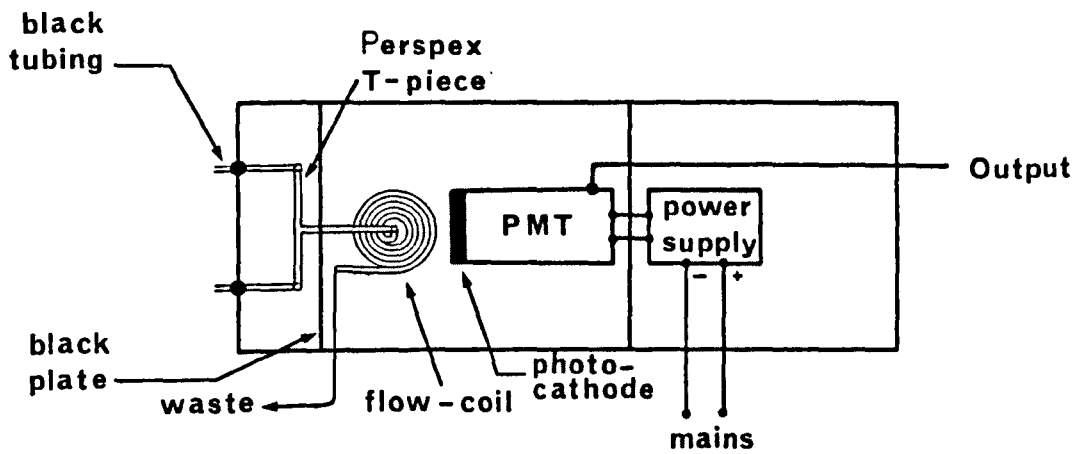 black
tubing
Perspex
T-piece
Output
PMT
power
supply
- +
black
plate
waste
flow-coil
photo-
cathode
mains